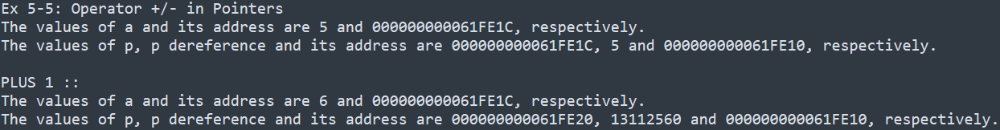 Ex 5-5: Operator +/- in Pointers
The values of a and its address are 5 and 000000000061FE1C, respectively.
The values of p, p dereference and its address are 000000000061FE1C, 5 and 000000000061FE10, respectively.
PLUS 1 ::
The values of a and its address are 6 and 000000000061FE1C, respectively.
The values of p, p dereference and its address are 000000000061FE20, 13112560 and 000000000061FE10, respectively.